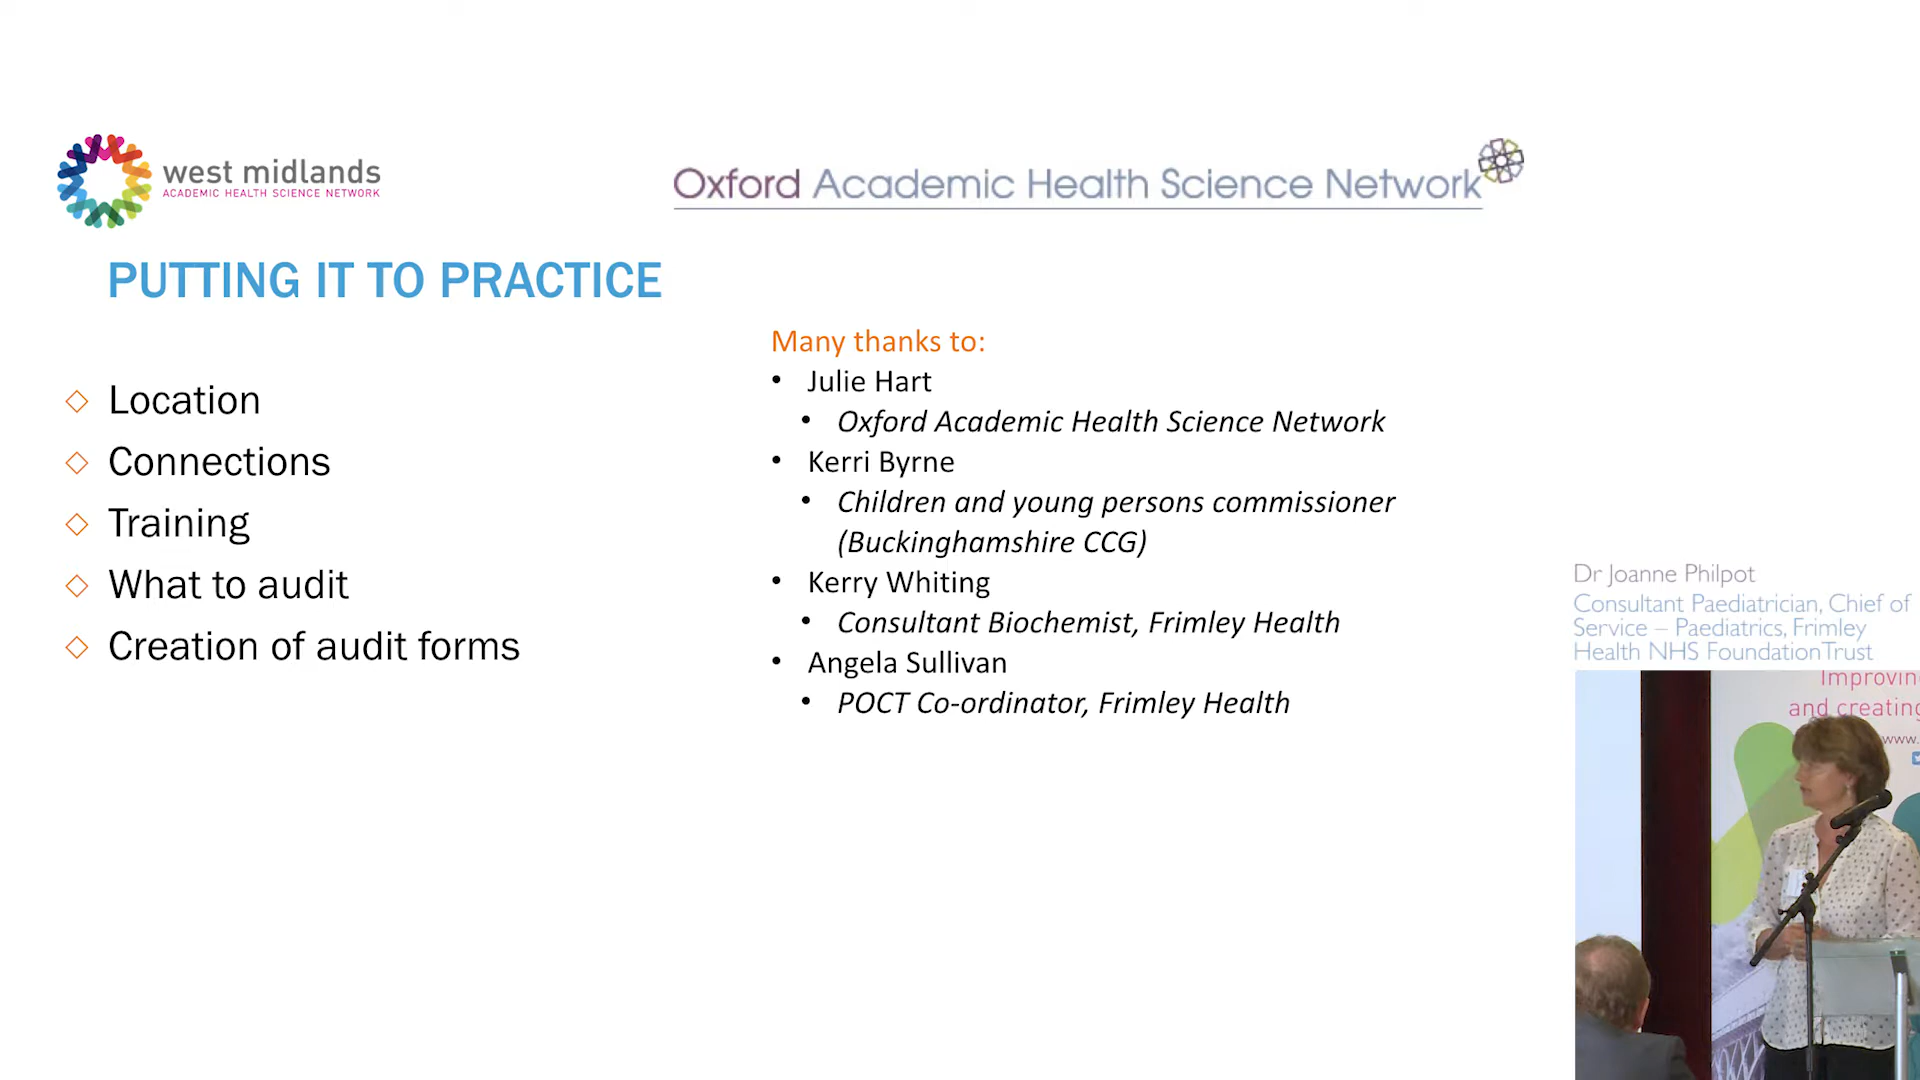 west midlands
ACADEMIC HEALTH SCIENCE NETWORK
Oxford Academic Health Science Network
PUTTING IT TO PRACTICE
Location
Connections
Training
What to audit
Creation of audit forms
Many thanks to:
• Julie Hart
• Oxford Academic Health Science Network
• Kerri Byrne
• Children and young persons commissioner
(Buckinghamshire CCG)
• Kerry Whiting
• Consultant Biochemist, Frimley Health
• Angela Sullivan
• POCT Co-ordinator, Frimley Health
Dr Joanne Philpot
Consultant Paediatrician, Chief of
Service – Paediatrics, Frimley
Health NHS Foundation Trust
and creating
www.